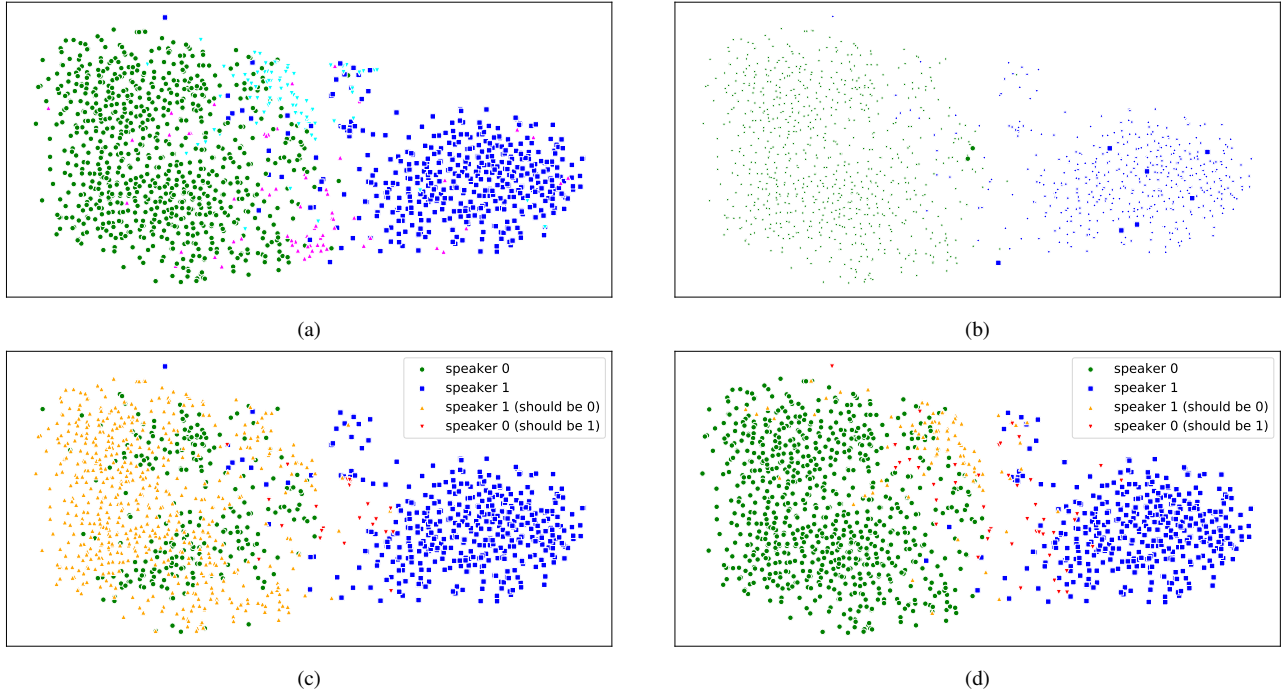 (a)
(b)
speaker 0
speaker 1
speaker 1 (should be 0)
speaker 0 (should be 1)
speaker 0
speaker 1
speaker 1 (should be 0)
speaker 0 (should be 1)
(c)
(d)